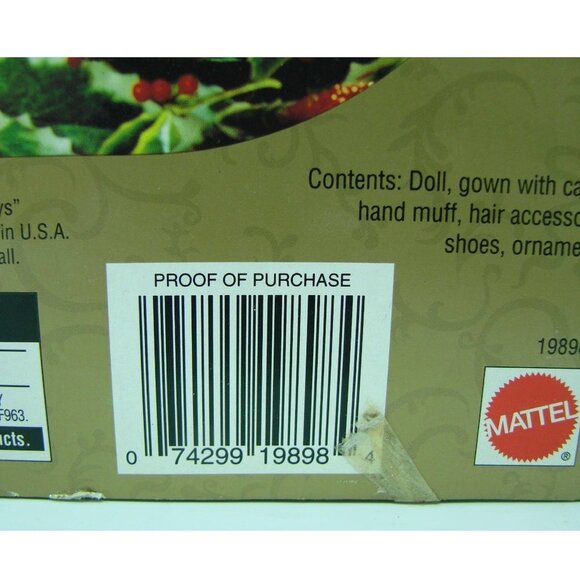 Contents: Doll, gown with ca
hand muff, hair accesso
shoes, orname
ys”
in U.S.A.
all.
PROOF OF PURCHASE
0 74299 19898 4
1989
Y
F963.
cts.
MATTEL
®